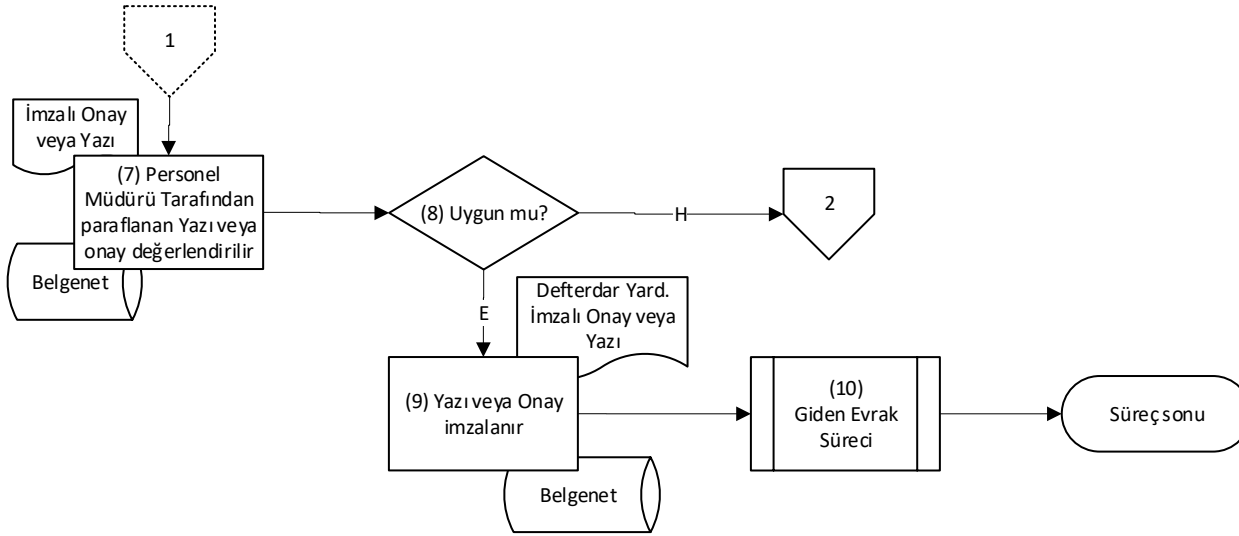 1
İmzalı Onay
veya Yazı
(7) Personel
Müdürü Tarafından
paraflanan Yazı veya
onay değerlendirilir
Belgenet
(8) Uygun mu?
H
2
E
Defterdar Yard.
İmzalı Onay veya
Yazı
(9) Yazı veya Onay
imzalanır
Belgenet
(10)
Giden Evrak
Süreci
Süreç sonu